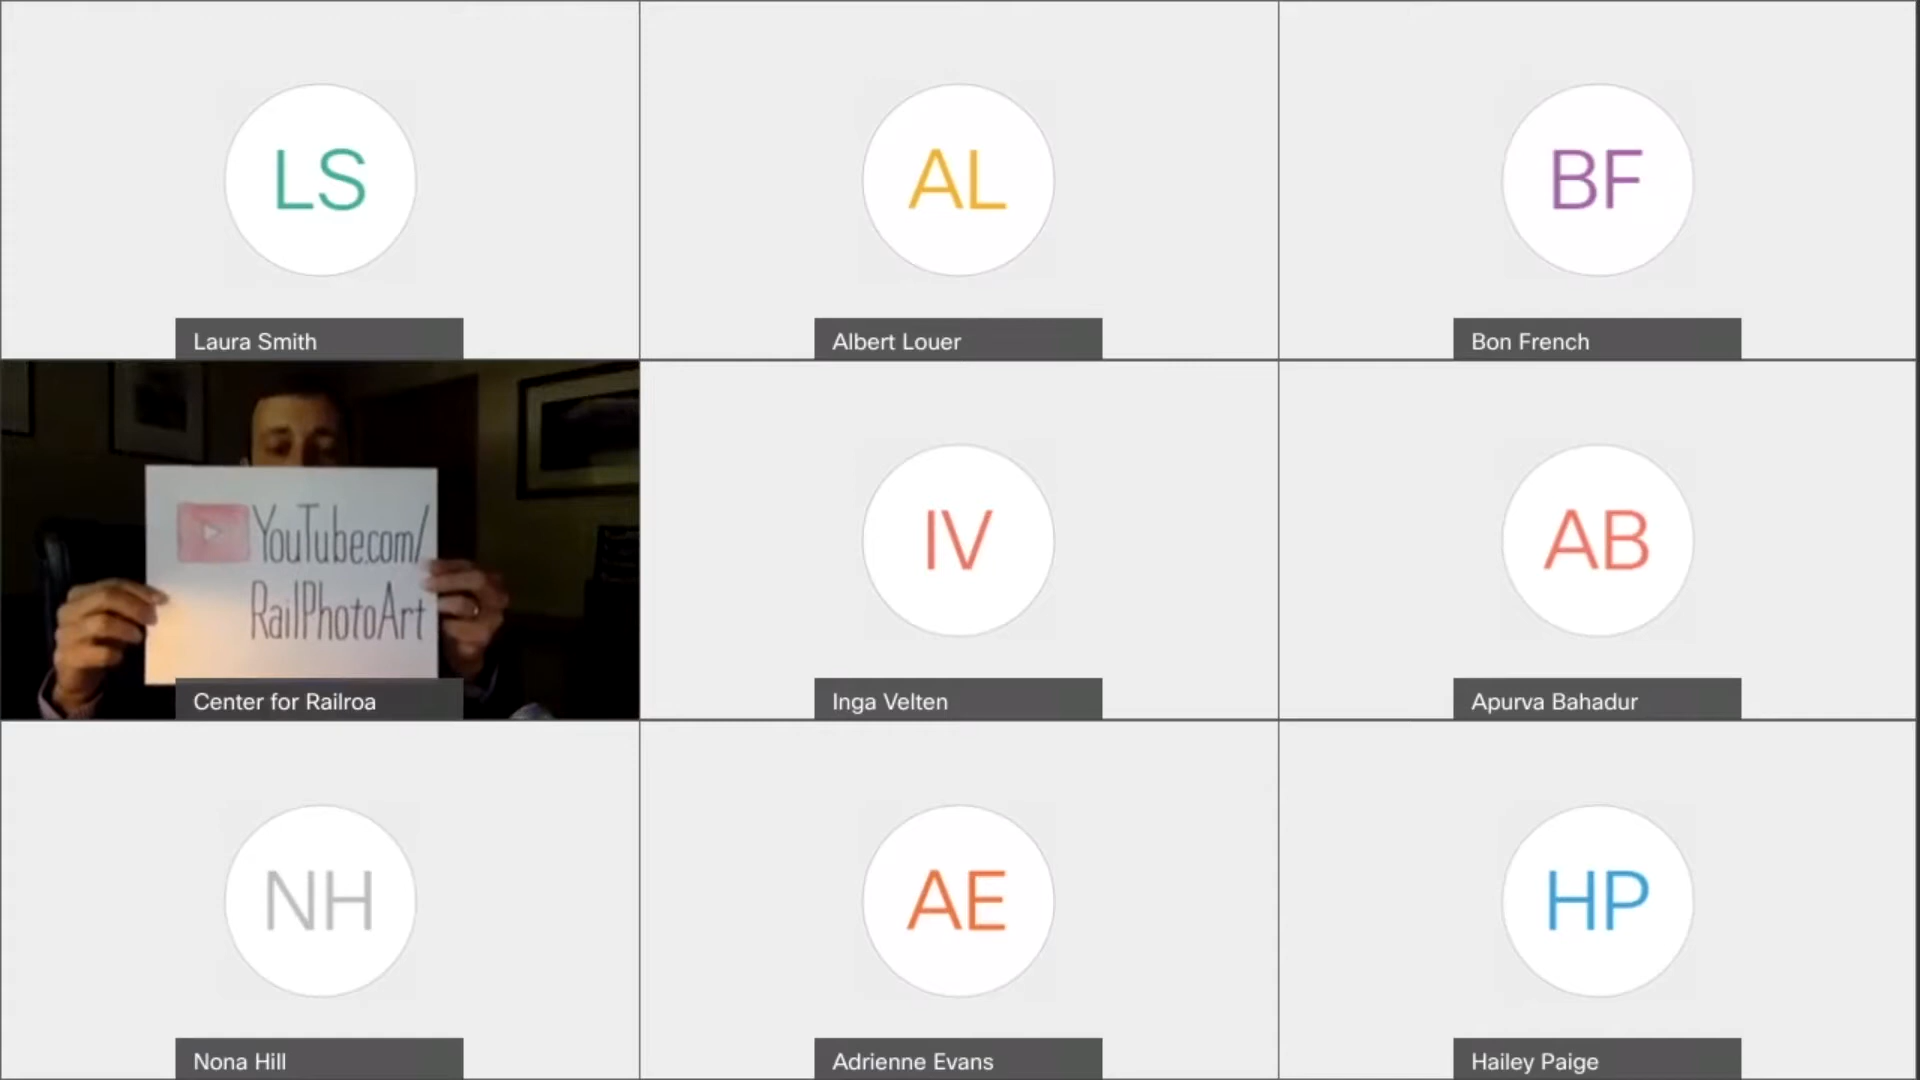 LS
AL
BF
Laura Smith
Albert Louer
Bon French
YouTube.com/
RailPhotoArt
IV
AB
Center for Railroa
Inga Velten
Apurva Bahadur
NH
AE
HP
Nona Hill
Adrienne Evans
Hailey Paige